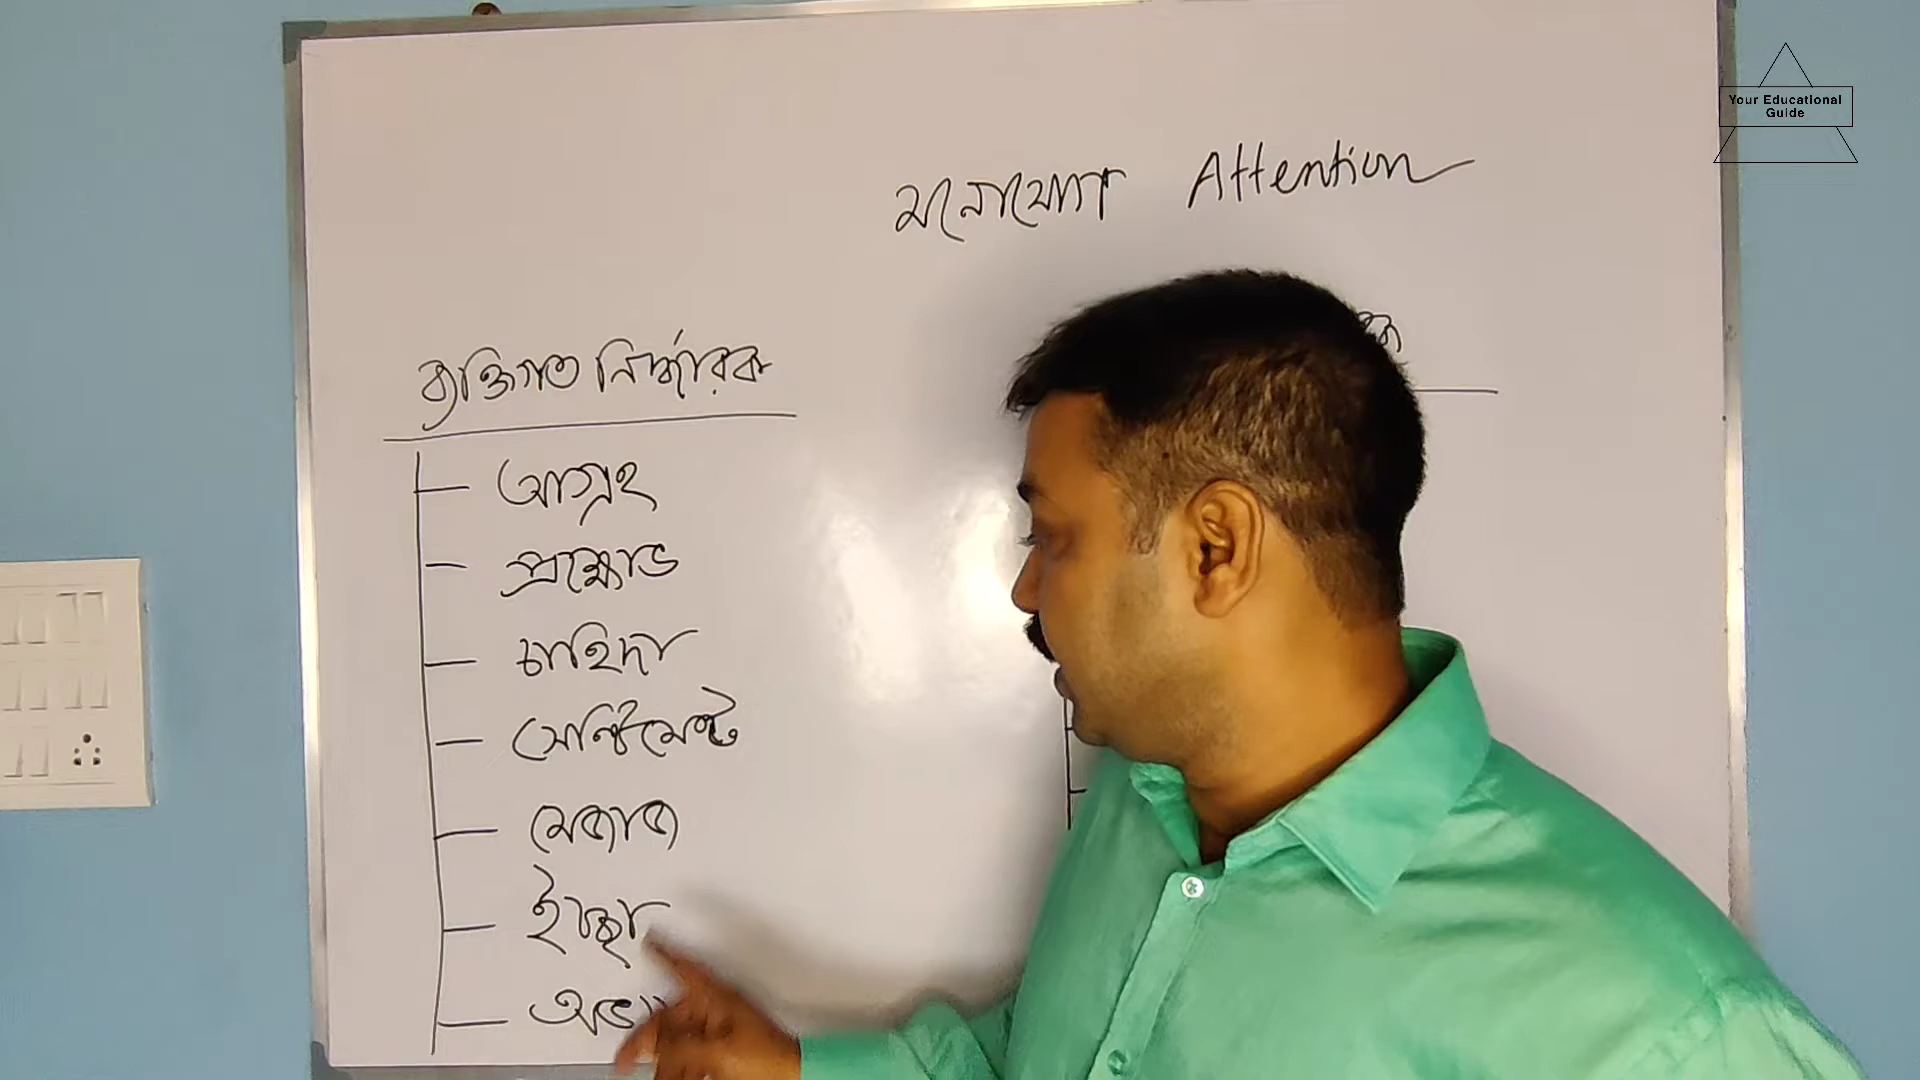 Your Educational
Guide
মনোযোগ Attention
ব্যক্তিগত নির্ধারক
আগ্রহ
প্রক্ষোভ
চাহিদা
সেন্টিমেন্ট
মেজাজ
ইচ্ছা